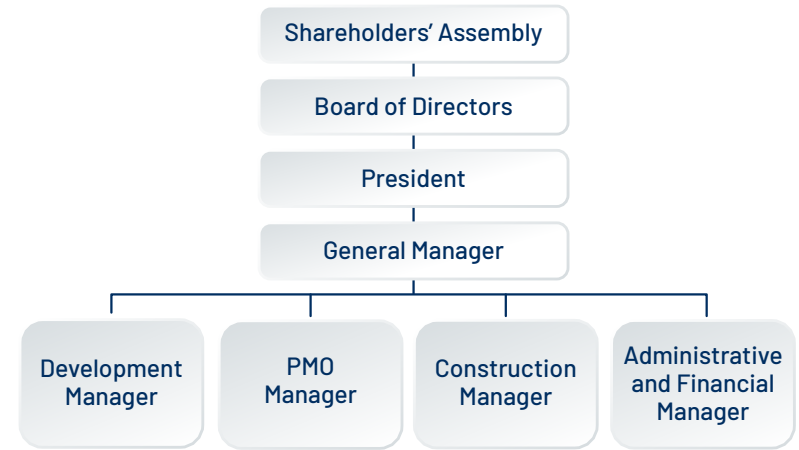 Shareholders’ Assembly
Board of Directors
President
General Manager
Development
Manager
PMO
Manager
Construction
Manager
Administrative
and Financial
Manager